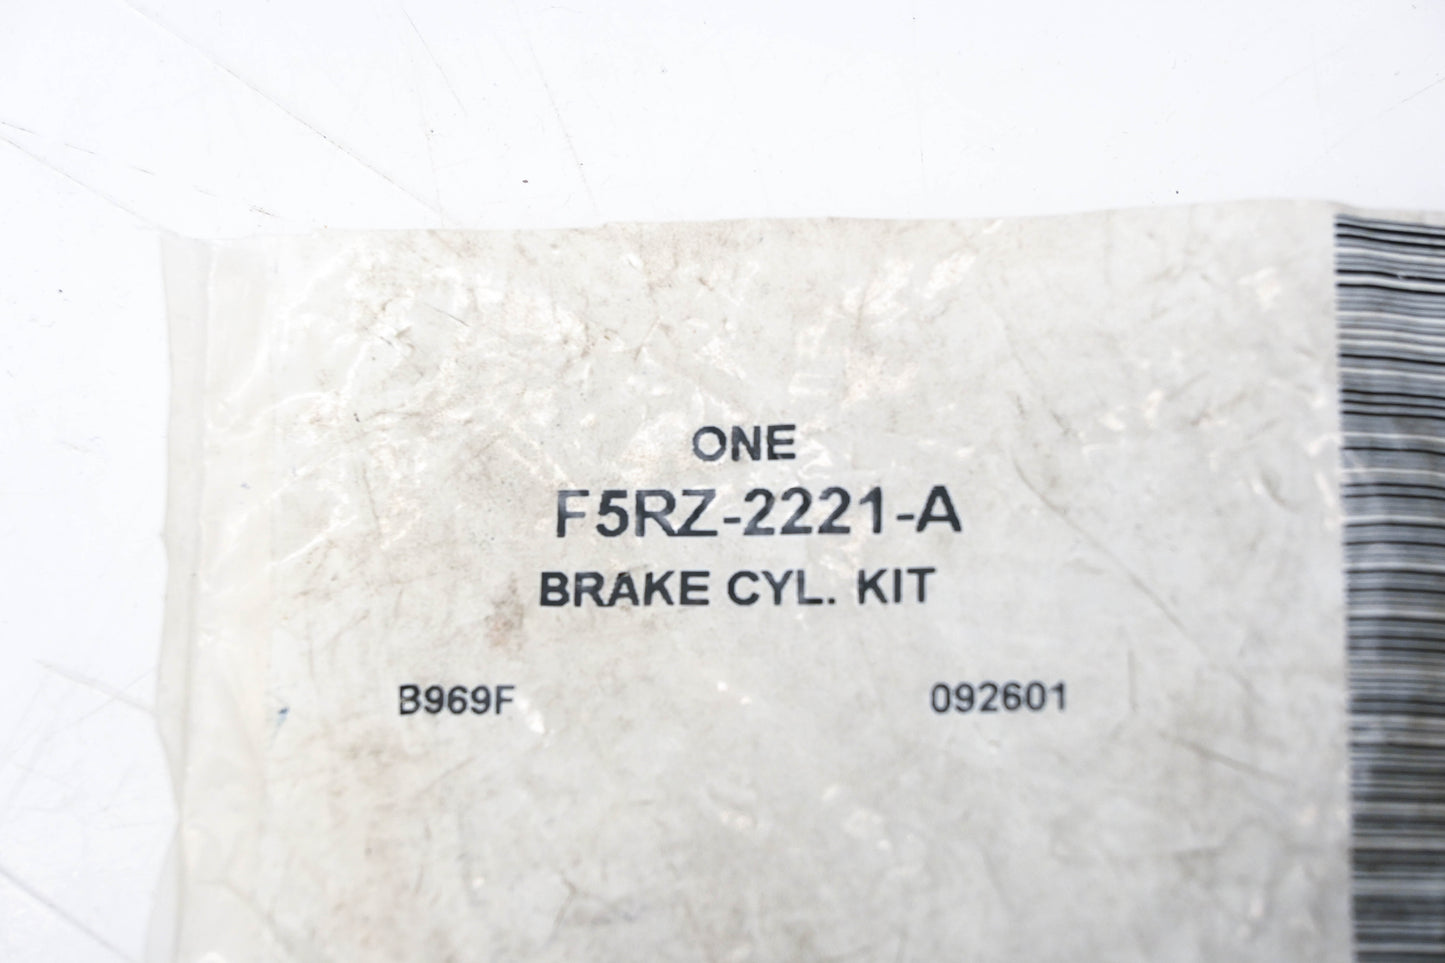 ONE
F5RZ-2221-A
BRAKE CYL. KIT
B969F 092601